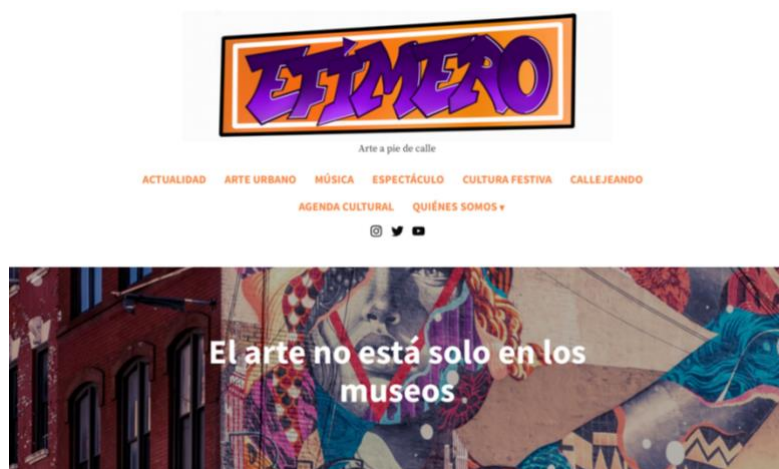 EFÍMERO
Arte a pie de calle
ACTUALIDAD ARTE URBANO MÚSICA ESPECTÁCULO CULTURA FESTIVA CALLEJEANDO
AGENDA CULTURAL QUIÉNES SOMOS ▾
El arte no está solo en los
museos